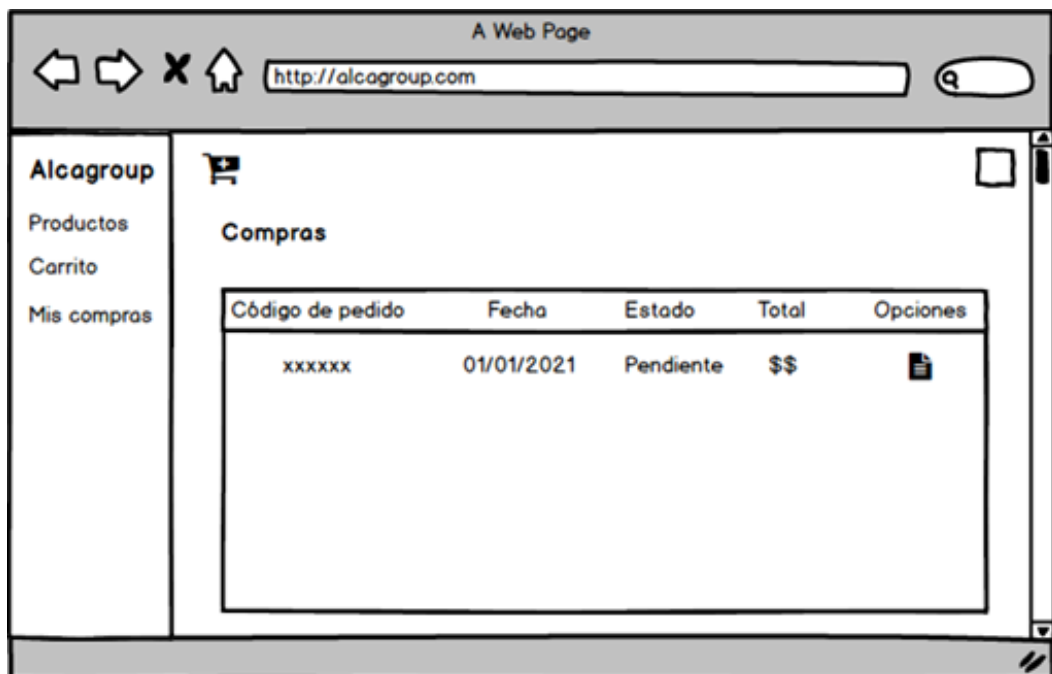 A Web Page
http://alcagroup.com
Alcagroup
Productos
Carrito
Mis compras
Compras
Código de pedido Fecha Estado Total Opciones
xxxxxx 01/01/2021 Pendiente $$